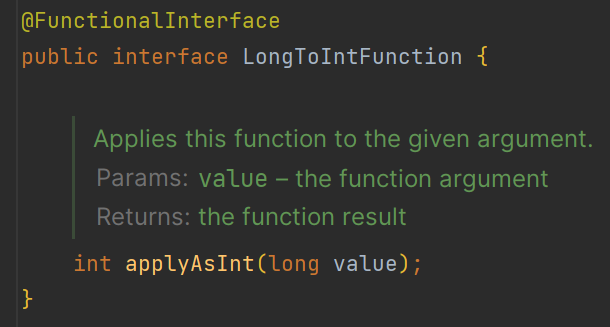 @FunctionalInterface
public interface LongToIntFunction {
Applies this function to the given argument.
Params: value – the function argument
Returns: the function result
int applyAsInt(long value);
}